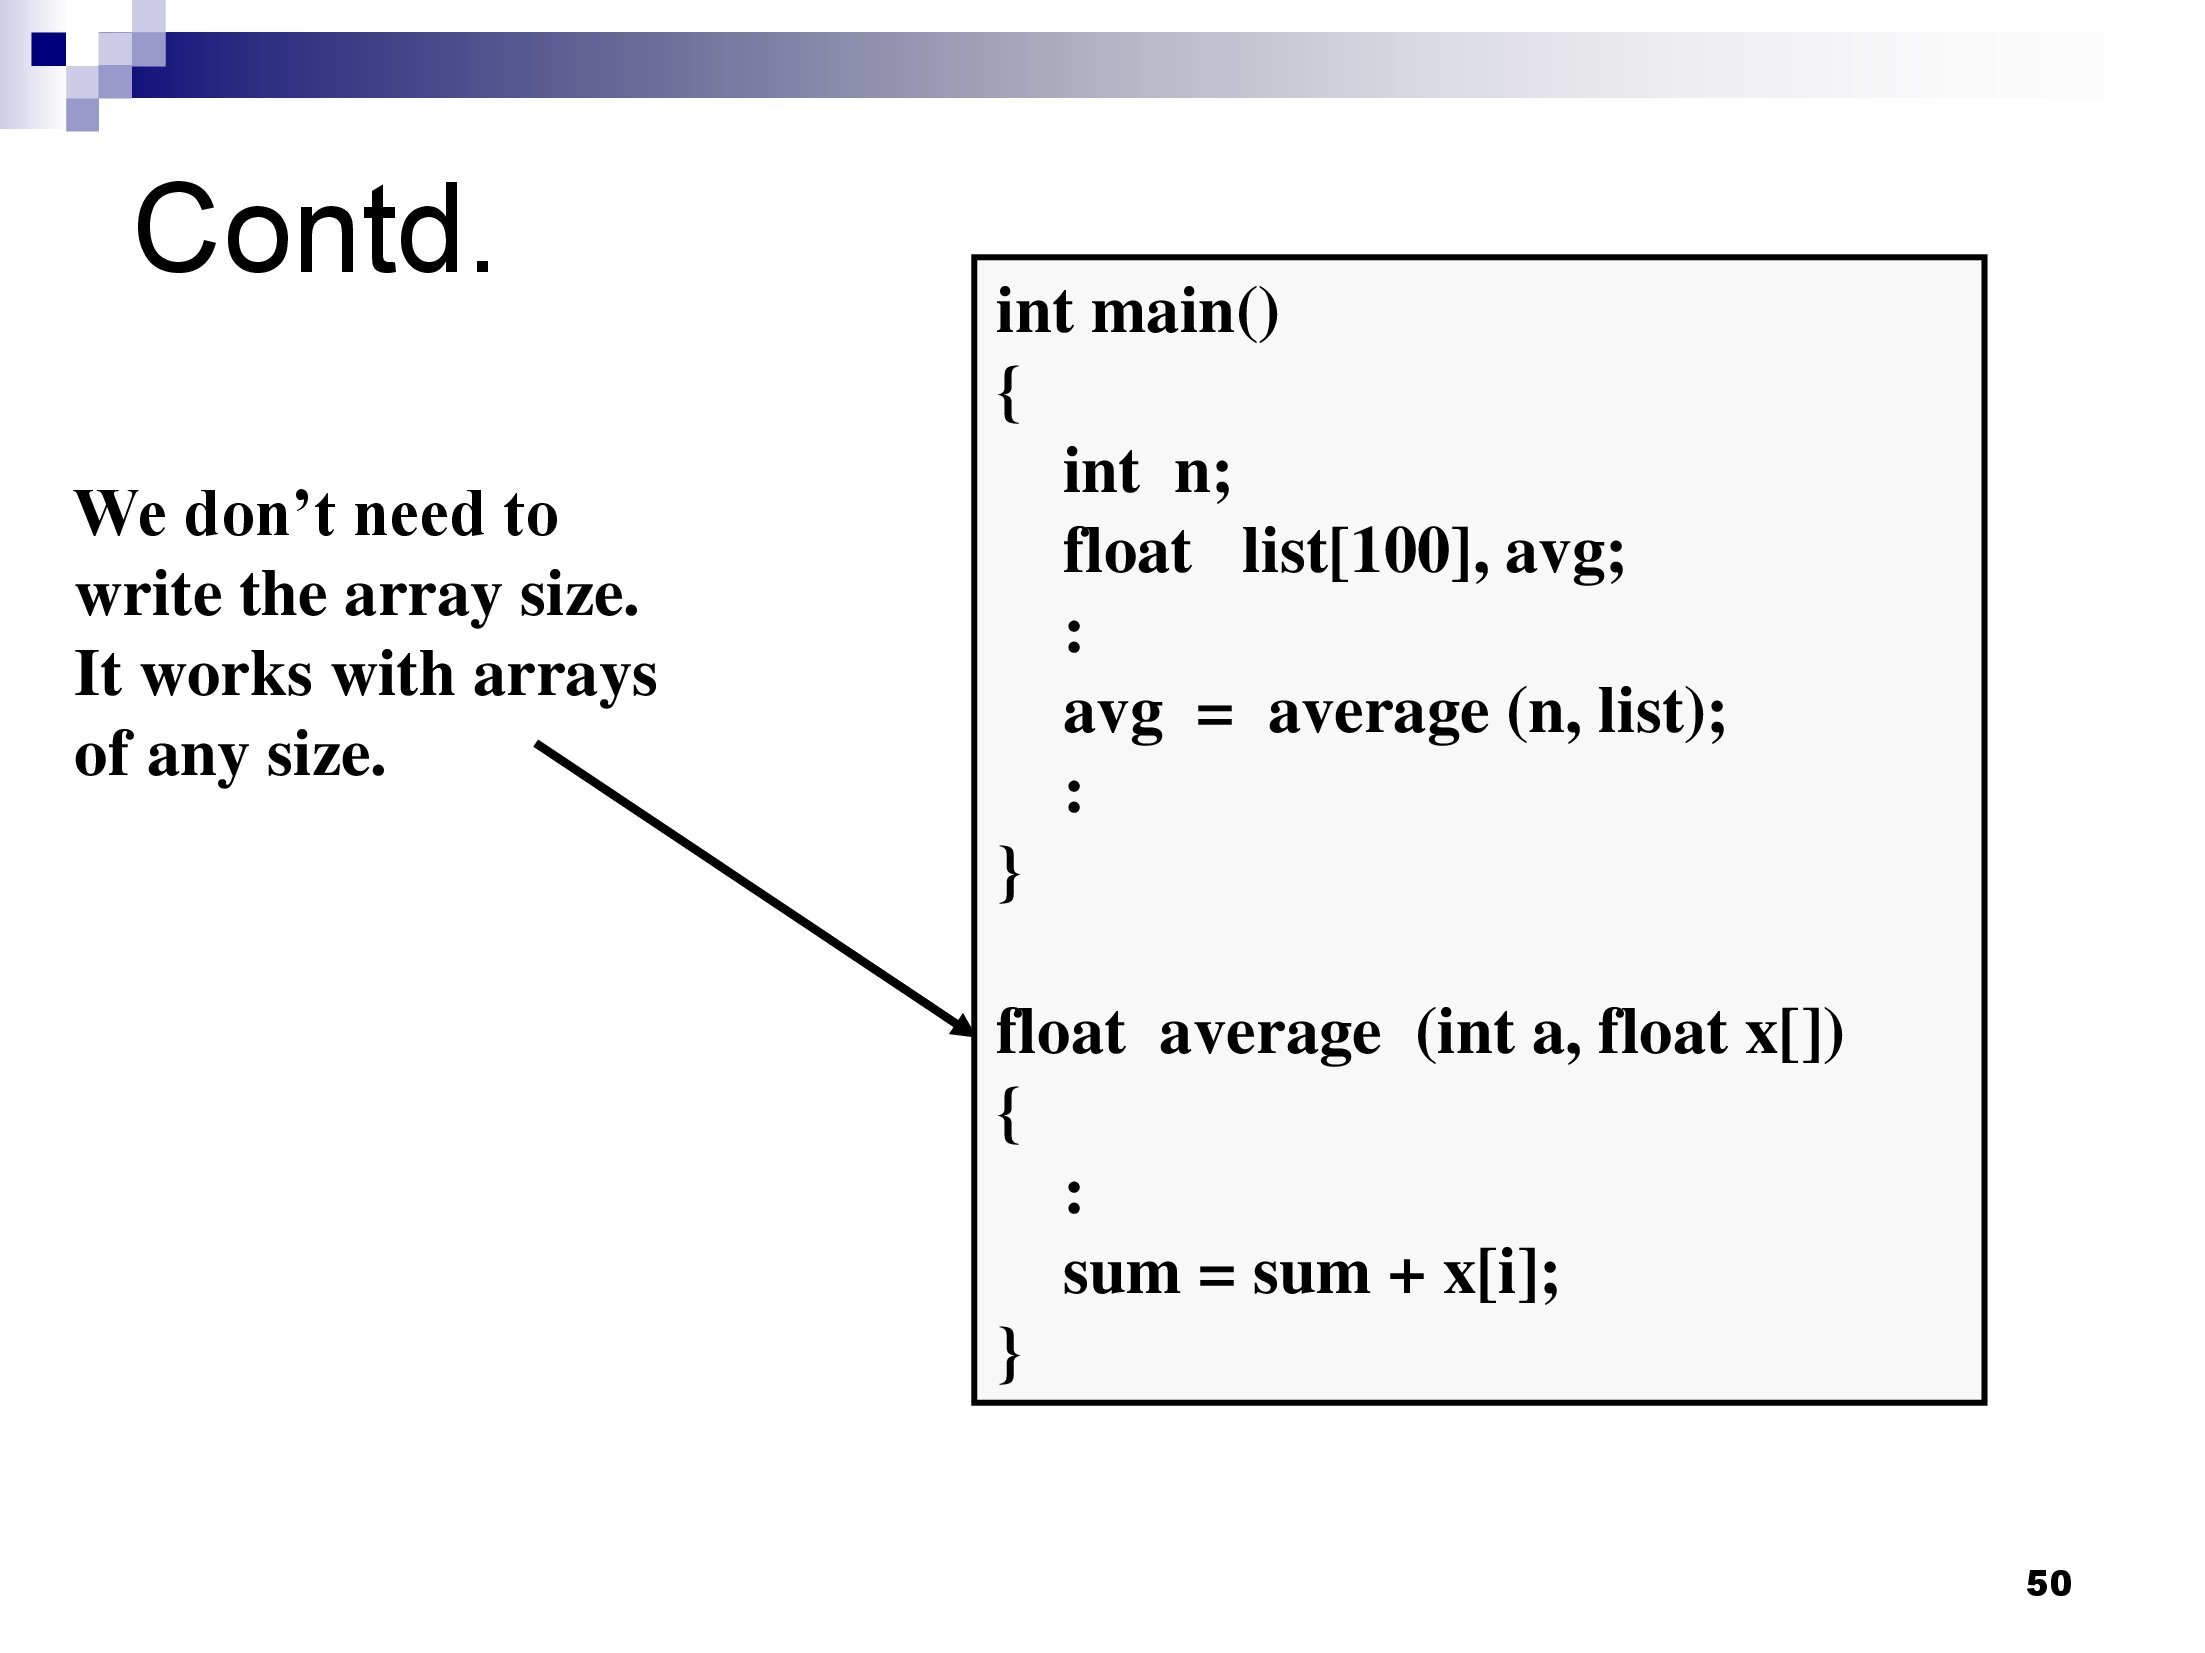 Contd.
We don’t need to
write the array size.
It works with arrays
of any size.
int main()
{
int  n;
float   list[100], avg;
:
avg  =  average (n, list);
:
}
float  average  (int a, float x[])
{
:
sum = sum + x[i];
}
50